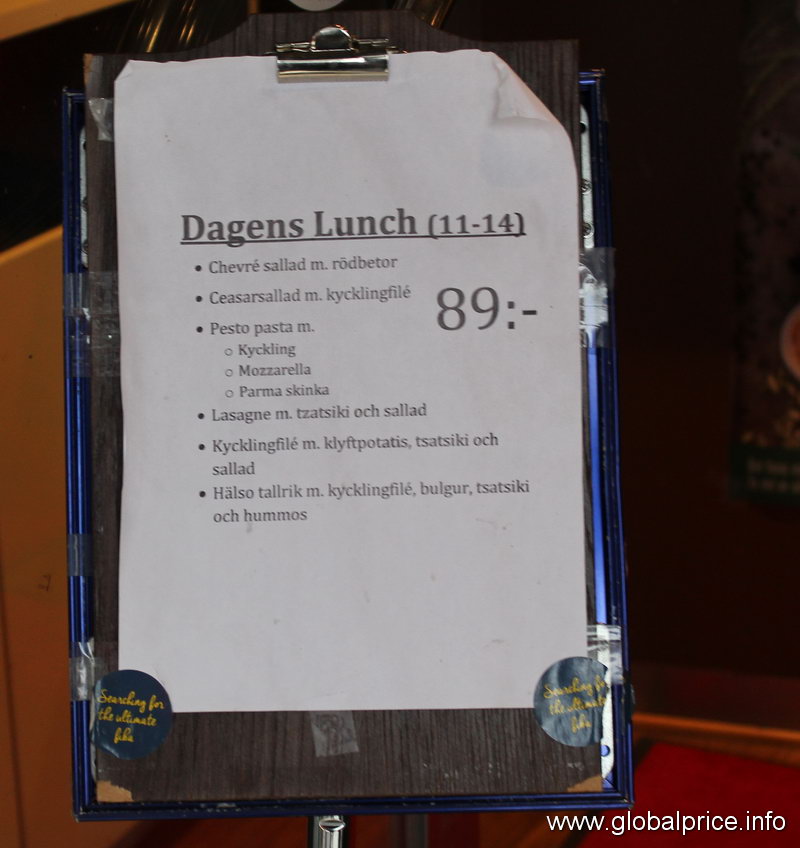 Dagens Lunch (11-14)
• Chevré sallad m. rödbetor
• Ceasarsallad m. kycklingfilé
89:-
• Pesto pasta m.
○ Kyckling
○ Mozzarella
○ Parma skinka
• Lasagne m. tzatsiki och sallad
• Kycklingfilé m. klyftpotatis, tsatsiki och
sallad
• Hälso tallrik m. kycklingfilé, bulgur, tsatsiki
och hummos
Searching for
the ultimate
fika
Searching for
the ultimate
fika
www.globalprice.info